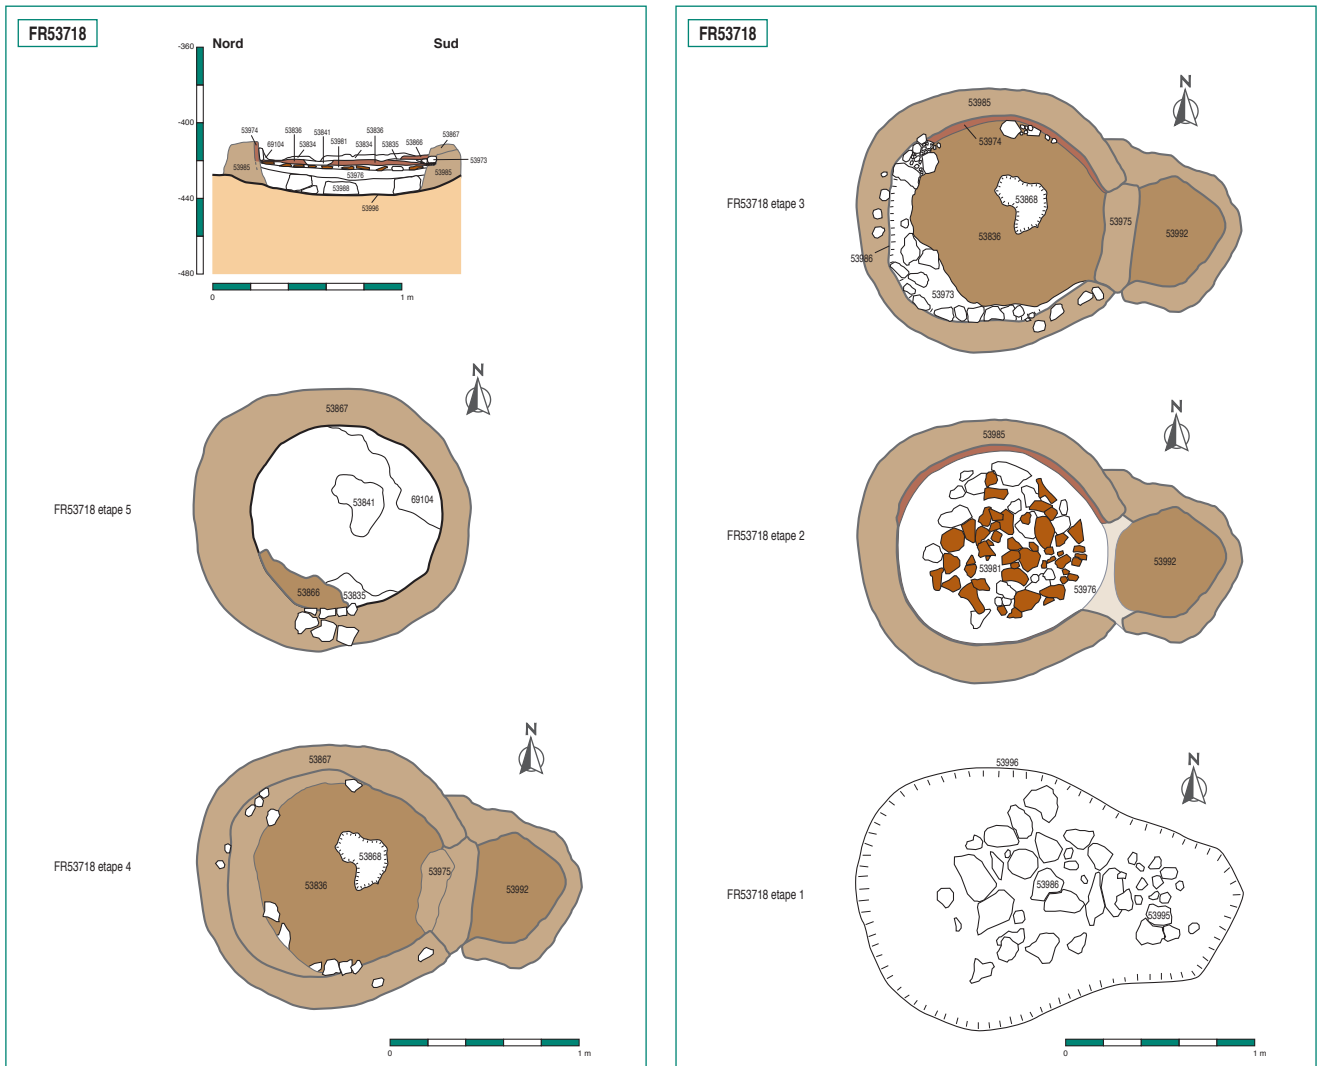 FR53718
Nord Sud
-360
-400
-440
-480
53974 53836 53841 53836 53867
69104 53834 53981 53834 53835 53866
53973
53985 53976 53985
53988
53996
0 1 m
N
53867
FR53718 etape 5
53841
69104
53866
53835
N
53867
FR53718 etape 4
53868
53836
53975
53992
0 1 m
FR53718
N
53985
53974
FR53718 etape 3
53868
53975
53992
53836
53986
53973
N
53985
FR53718 etape 2
53981
53992
53976
N
53996
FR53718 etape 1
53986
53995
0 1 m